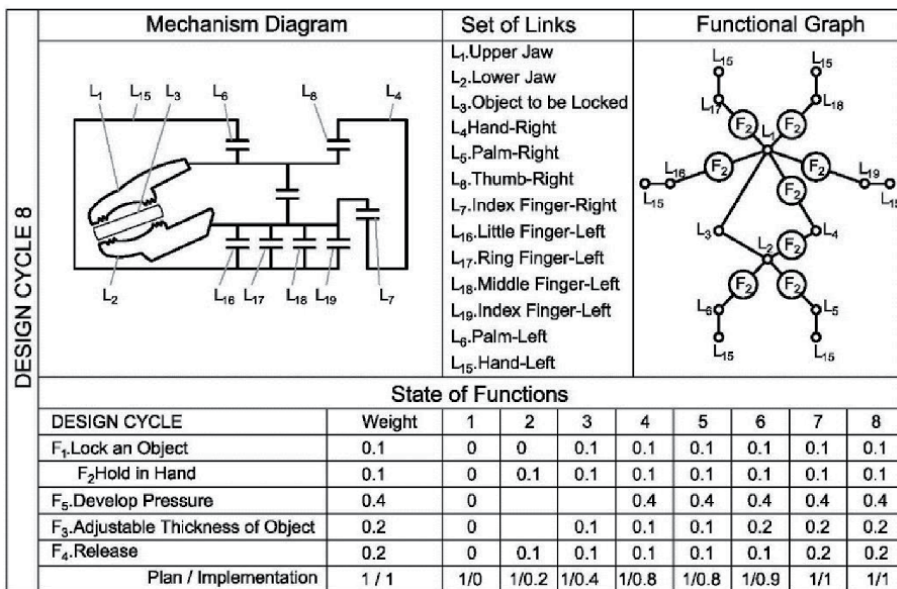 DESIGN CYCLE 8
Mechanism Diagram
Set of Links
Functional Graph
L1 L15 L3 L6 L8 L4
L2 L16 L17 L18 L19 L7
L1.Upper Jaw
L2.Lower Jaw
L3.Object to be Locked
L4Hand-Right
L5.Palm-Right
L8.Thumb-Right
L7.Index Finger-Right
L16.Little Finger-Left
L17.Ring Finger-Left
L18.Middle Finger-Left
L19.Index Finger-Left
L6.Palm-Left
L15.Hand-Left
L15 L15
L17 L18
F2 L1 F2
L16 F2 F2 L19
L15 F2 L15
L3 L4
L2 F2
F2 F2
L6 L5
L15 L15
State of Functions
DESIGN CYCLE Weight 1 2 3 4 5 6 7 8
F1.Lock an Object 0.1 0 0 0.1 0.1 0.1 0.1 0.1 0.1
F2Hold in Hand 0.1 0 0.1 0.1 0.1 0.1 0.1 0.1 0.1
F5.Develop Pressure 0.4 0 0.4 0.4 0.4 0.4 0.4
F3.Adjustable Thickness of Object 0.2 0 0.1 0.1 0.1 0.2 0.2 0.2
F4.Release 0.2 0 0.1 0.1 0.1 0.1 0.1 0.2 0.2
Plan / Implementation 1 / 1 1/0 1/0.2 1/0.4 1/0.8 1/0.8 1/0.9 1/1 1/1